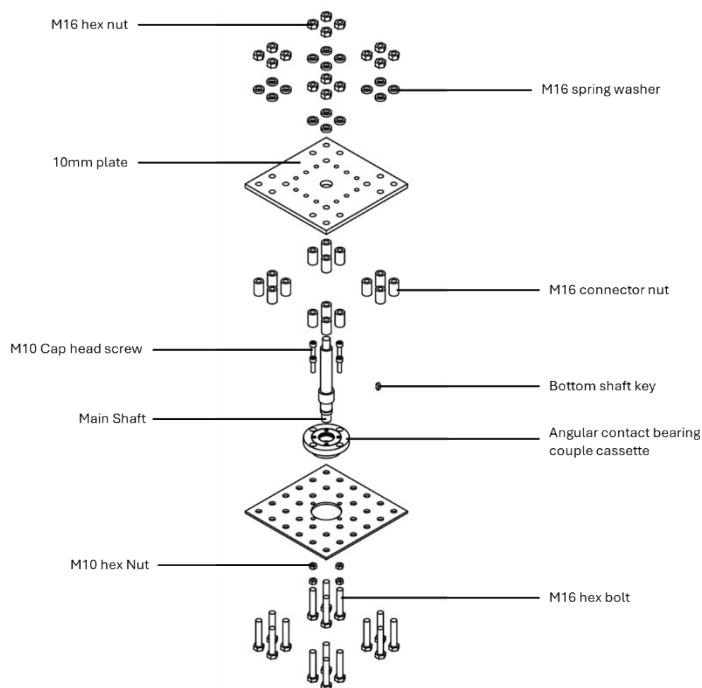 M16 hex nut
M16 spring washer
10mm plate
M16 connector nut
M10 Cap head screw
Bottom shaft key
Main Shaft
Angular contact bearing
couple cassette
M10 hex Nut
M16 hex bolt